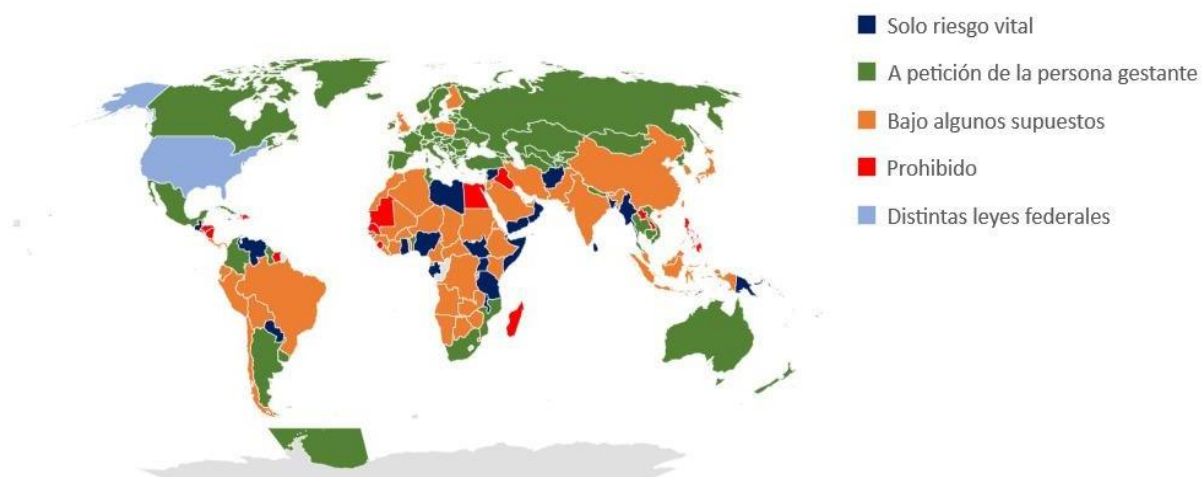 Solo riesgo vital
A petición de la persona gestante
Bajo algunos supuestos
Prohibido
Distintas leyes federales